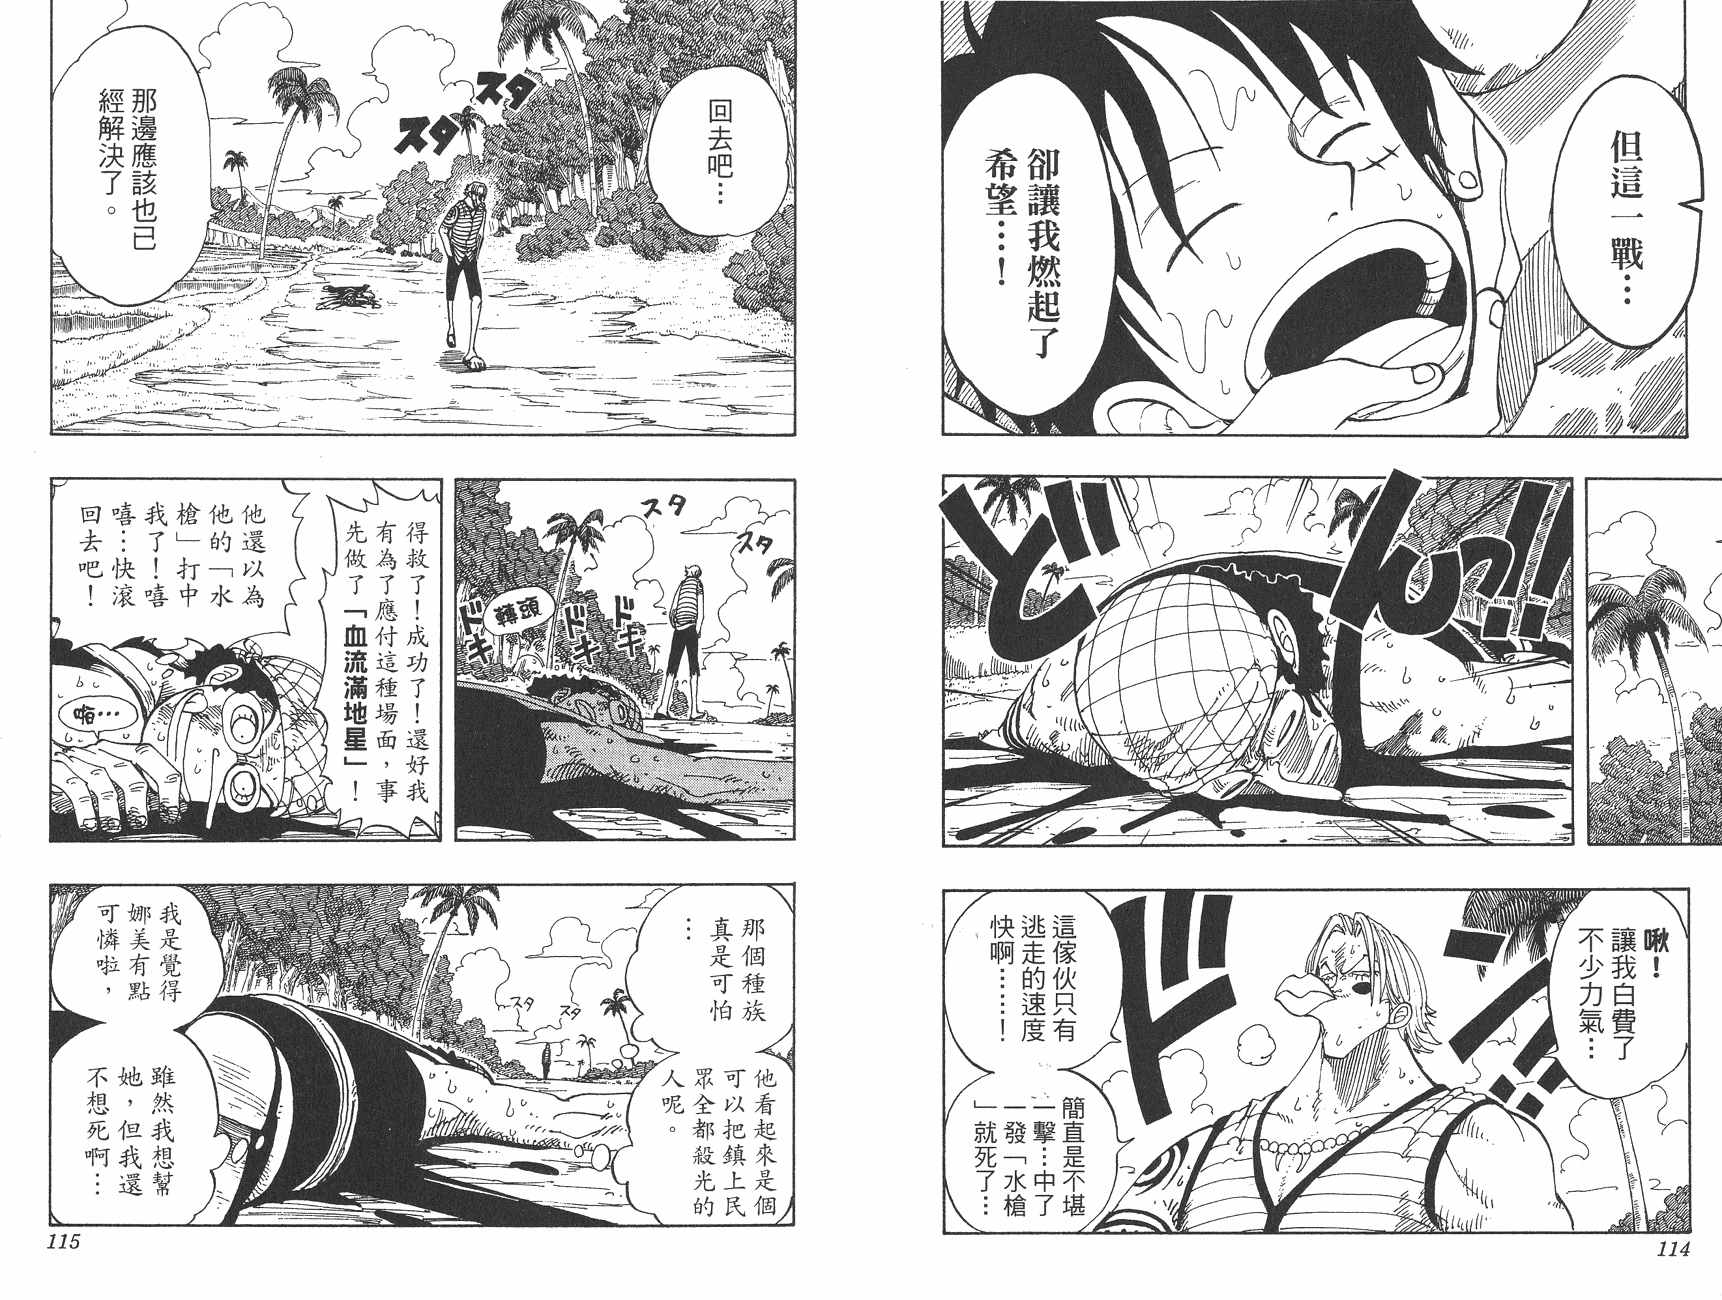 但這一戰…
卻讓我燃起了
希望…！
どんっ!!
啾！
讓我白費了
不少力氣…
ドドン!!
這傢伙只有
逃走的速度
快啊……！
簡直是不堪
一擊…中了
一發「水槍
」就死了…
114
回去吧…
スタ
スタ
那邊應該也已
經解決了。
スタ
スタ
轉頭
ドキ
ドキ
ドキ
得救了！成功了！還好我
有為了應付這種場面，事
先做了「血流滿地星」！
他還以為
他的「水
槍」打中
我了！嘻
嘻…快滾
回去吧！
那個種族
真是可怕
…
他看起來是個
可以把鎮上民
眾全都殺光的
人呢。
スタ
スタ
我是覺得
娜美有點
可憐啦，
雖然我想幫
她，但我還
不想死啊…
115